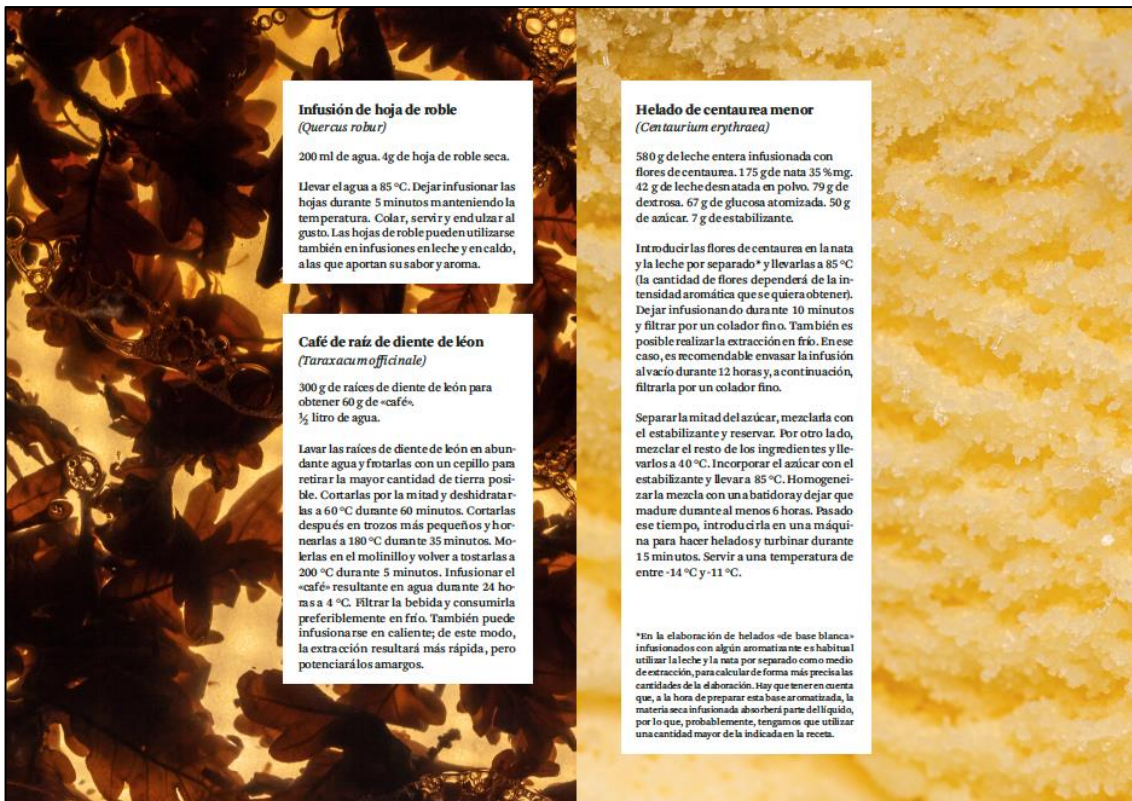 Infusión de hoja de roble
(Quercus robur)
200 ml de agua. 4g de hoja de roble seca.
Llevar el agua a 85 °C. Dejar infusionar las
hojas durante 5 minutos manteniendo la
temperatura. Colar, servir y endulzar al
gusto. Las hojas de roble pueden utilizarse
también en infusiones en leche y en caldo,
a las que aportan su sabor y aroma.
Café de raíz de diente de léon
(Taraxacum officinale)
300 g de raíces de diente de león para
obtener 60 g de «café».
½ litro de agua.
Lavar las raíces de diente de león en abun-
dante agua y frotarlas con un cepillo para
retirar la mayor cantidad de tierra posi-
ble. Cortarlas por la mitad y deshidratar-
las a 60 °C durante 60 minutos. Cortarlas
después en trozos más pequeños y hor-
nearlas a 180 °C durante 35 minutos. Mo-
lerlas en el molinillo y volver a tostarlas a
200 °C durante 5 minutos. Infusionar el
«café» resultante en agua durante 24 ho-
ras a 4 °C. Filtrar la bebida y consumirla
preferiblemente en frío. También puede
infusionarse en caliente; de este modo,
la extracción resultará más rápida, pero
potenciará los amargos.
Helado de centaurea menor
(Centaurium erythraea)
580 g de leche entera infusionada con
flores de centaurea. 175 g de nata 35 % mg.
42 g de leche desnatada en polvo. 79 g de
dextrosa. 67 g de glucosa atomizada. 50 g
de azúcar. 7 g de estabilizante.
Introducir las flores de centaurea en la nata
y la leche por separado* y llevarlas a 85 °C
(la cantidad de flores dependerá de la in-
tensidad aromática que se quiera obtener).
Dejar infusionando durante 10 minutos
y filtrar por un colador fino. También es
posible realizar la extracción en frío. En ese
caso, es recomendable envasar la infusión
al vacío durante 12 horas y, a continuación,
filtrarla por un colador fino.
Separar la mitad del azúcar, mezclarla con
el estabilizante y reservar. Por otro lado,
mezclar el resto de los ingredientes y lle-
varlos a 40 °C. Incorporar el azúcar con el
estabilizante y llevar a 85 °C. Homogenei-
zar la mezcla con una batidora y dejar que
madure durante al menos 6 horas. Pasado
ese tiempo, introducirla en una máqui-
na para hacer helados y turbinar durante
15 minutos. Servir a una temperatura de
entre -14 °C y -11 °C.
*En la elaboración de helados «de base blanca»
infusionados con algún aromatizante es habitual
utilizar la leche y la nata por separado como medio
de extracción, para calcular de forma más precisa las
cantidades de la elaboración. Hay que tener en cuenta
que, a la hora de preparar esta base aromatizada, la
materia seca infusionada absorberá parte del líquido,
por lo que, probablemente, tengamos que utilizar
una cantidad mayor de la indicada en la receta.